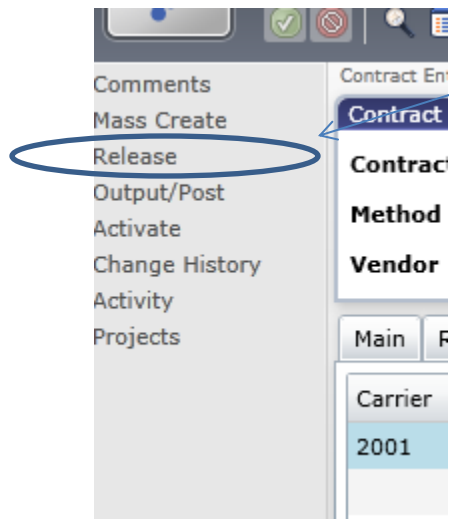 Comments
Mass Create
Release
Output/Post
Activate
Change History
Activity
Projects
Contract
Contract
Contract
Method
Vendor
Main
Carrier
2001